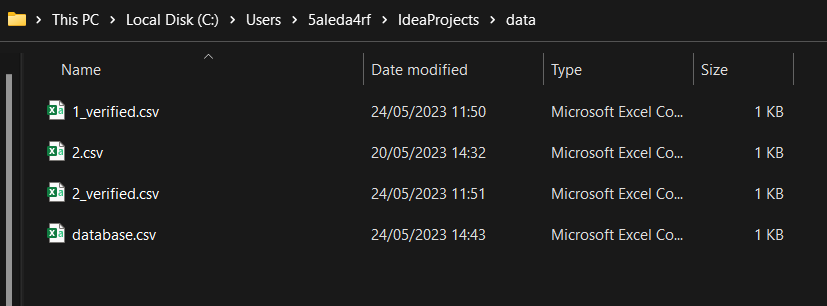 This PC > Local Disk (C:) > Users > 5aleda4rf > IdeaProjects > data
Name Date modified Type Size
1_verified.csv 24/05/2023 11:50 Microsoft Excel Co... 1 KB
2.csv 20/05/2023 14:32 Microsoft Excel Co... 1 KB
2_verified.csv 24/05/2023 11:51 Microsoft Excel Co... 1 KB
database.csv 24/05/2023 14:43 Microsoft Excel Co... 1 KB